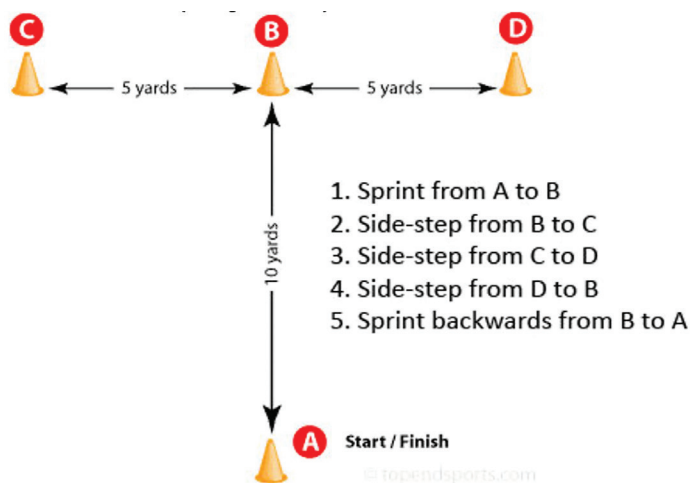 C
B
D
5 yards
5 yards
10 yards
1. Sprint from A to B
2. Side-step from B to C
3. Side-step from C to D
4. Side-step from D to B
5. Sprint backwards from B to A
A
Start / Finish
© topendsports.com